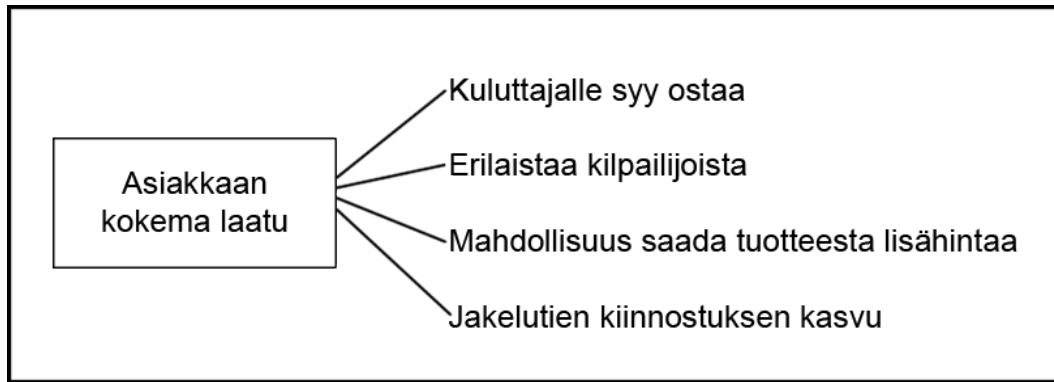 Asiakkaan
kokema laatu
Kuluttajalle syy ostaa
Erilaistaa kilpailijoista
Mahdollisuus saada tuotteesta lisähintaa
Jakelutien kiinnostuksen kasvu